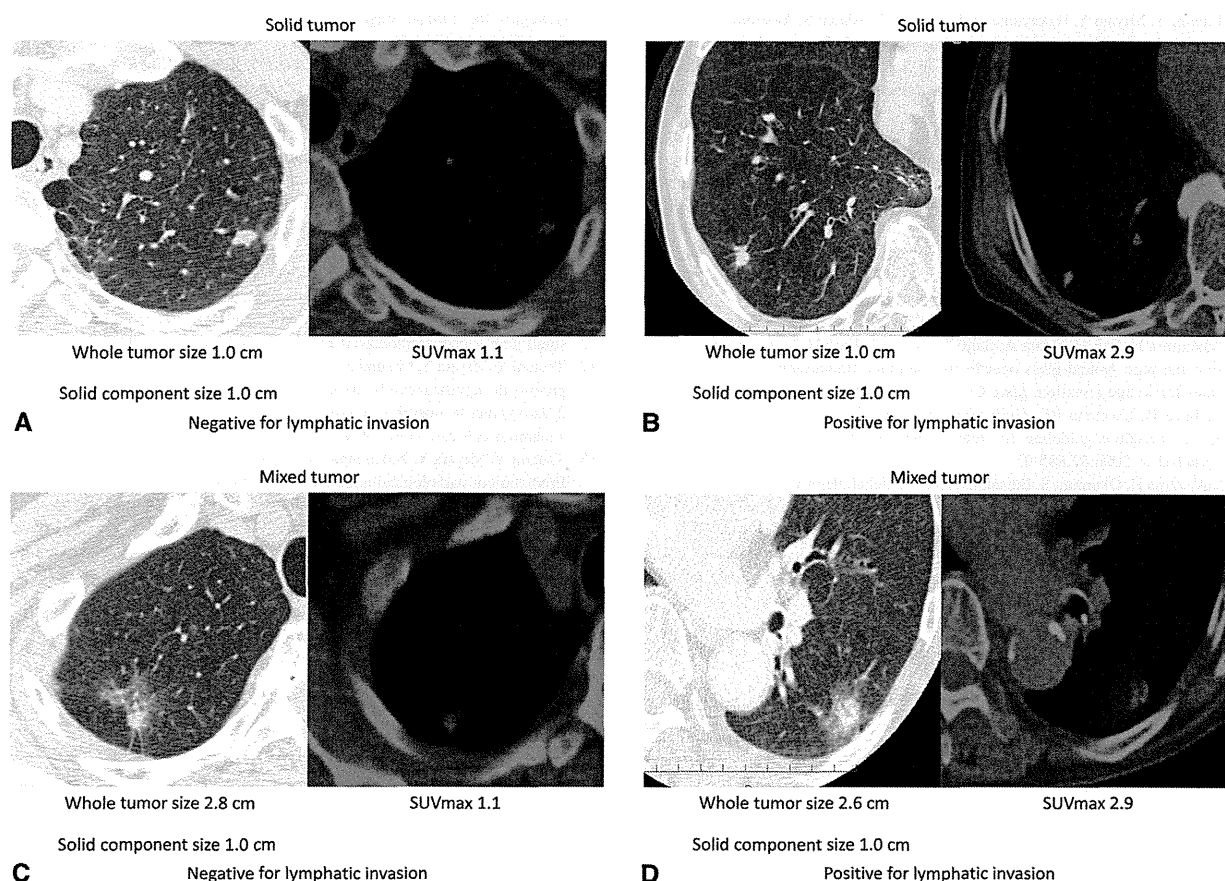 Solid tumor
Whole tumor size 1.0 cm
SUVmax 1.1
Solid component size 1.0 cm
A
Negative for lymphatic invasion
Solid tumor
Whole tumor size 1.0 cm
SUVmax 2.9
Solid component size 1.0 cm
B
Positive for lymphatic invasion
Mixed tumor
Whole tumor size 2.8 cm
SUVmax 1.1
Solid component size 1.0 cm
C
Negative for lymphatic invasion
Mixed tumor
Whole tumor size 2.6 cm
SUVmax 2.9
Solid component size 1.0 cm
D
Positive for lymphatic invasion